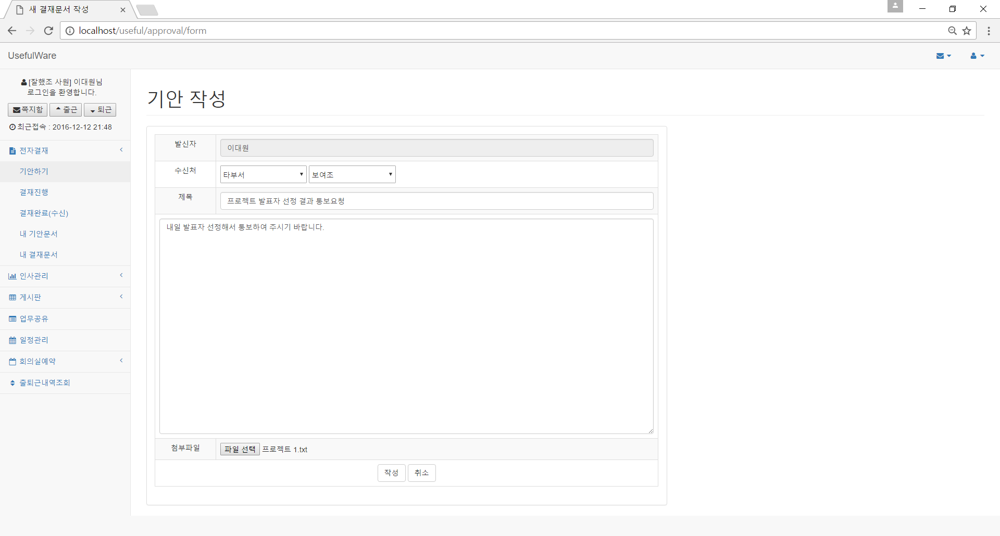 새 결재문서 작성
localhost/useful/approval/form
UsefulWare
[잘했조 사원] 이대원님
로그인을 환영합니다.
쪽지함 출근 퇴근
최근접속 : 2016-12-12 21:48
전자결재
기안하기
결재진행
결재완료(수신)
내 기안문서
내 결재문서
인사관리
게시판
업무공유
일정관리
회의실예약
출퇴근내역조회
기안 작성
발신자 이대원
수신처 타부서 보여조
제목 프로젝트 발표자 선정 결과 통보요청
내일 발표자 선정해서 통보하여 주시기 바랍니다.
첨부파일 파일 선택 프로젝트 1.txt
작성 취소